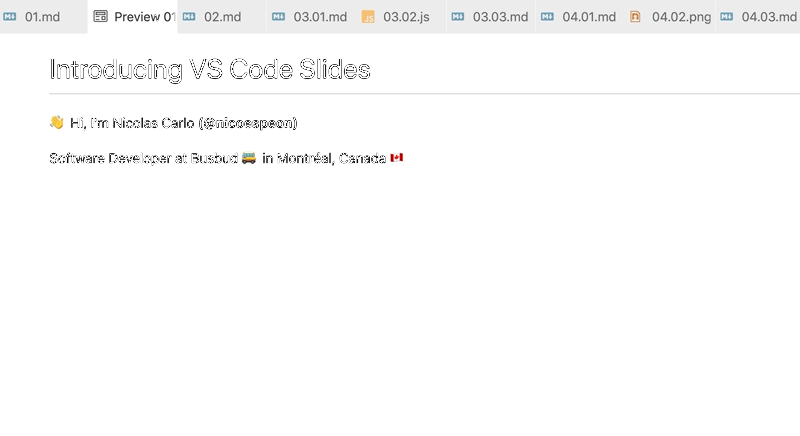 01.md Preview 01 02.md 03.01.md 03.02.js 03.03.md 04.01.md 04.02.png 04.03.md
Introducing VS Code Slides
👋 Hi, I'm Nicolas Carlo (@nicoespeon)
Software Developer at Busbud 🚌 in Montréal, Canada 🇨🇦